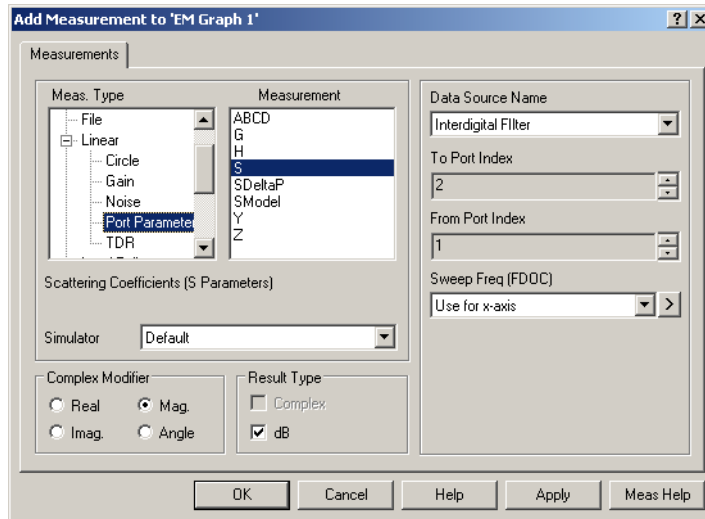 Add Measurement to 'EM Graph 1'
Measurements
Meas. Type
File
Linear
Circle
Gain
Noise
Port Parameter
TDR
Measurement
ABCD
G
H
S
SDeltaP
SModel
Y
Z
Scattering Coefficients (S Parameters)
Simulator Default
Complex Modifier
Real Mag.
Imag. Angle
Result Type
Complex
dB
Data Source Name
Interdigital FIlter
To Port Index
2
From Port Index
1
Sweep Freq (FDOC)
Use for x-axis >
OK Cancel Help Apply Meas Help